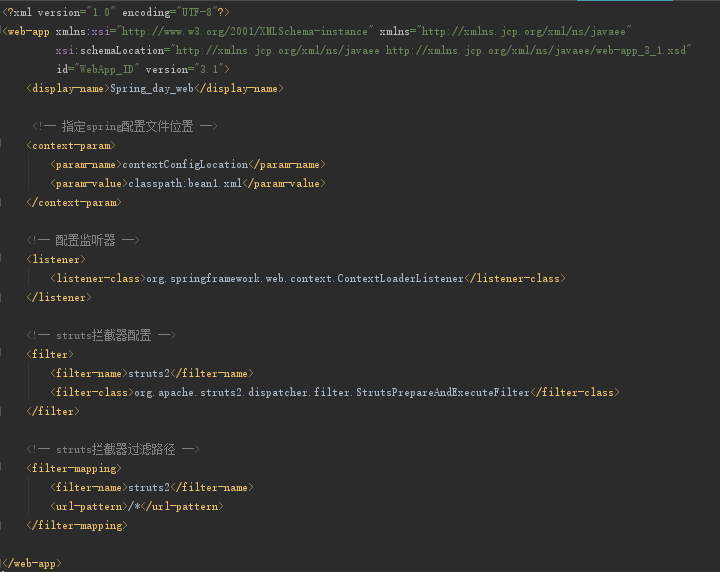 <?xml version="1.0" encoding="UTF-8"?>
<web-app xmlns:xsi="http://www.w3.org/2001/XMLSchema-instance" xmlns="http://xmlns.jcp.org/xml/ns/javaee"
xsi:schemaLocation="http://xmlns.jcp.org/xml/ns/javaee http://xmlns.jcp.org/xml/ns/javaee/web-app_3_1.xsd"
id="WebApp_ID" version="3.1">
<display-name>Spring_day_web</display-name>
<!-- 指定spring配置文件位置 -->
<context-param>
<param-name>contextConfigLocation</param-name>
<param-value>classpath:bean1.xml</param-value>
</context-param>
<!-- 配置监听器 -->
<listener>
<listener-class>org.springframework.web.context.ContextLoaderListener</listener-class>
</listener>
<!-- struts拦截器配置 -->
<filter>
<filter-name>struts2</filter-name>
<filter-class>org.apache.struts2.dispatcher.filter.StrutsPrepareAndExecuteFilter</filter-class>
</filter>
<!-- struts拦截器过滤路径 -->
<filter-mapping>
<filter-name>struts2</filter-name>
<url-pattern>/*</url-pattern>
</filter-mapping>
</web-app>